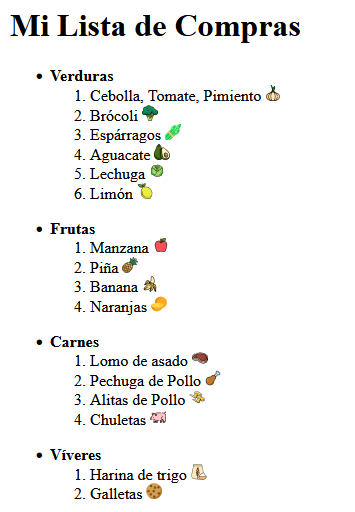 Mi Lista de Compras
• Verduras
1. Cebolla, Tomate, Pimiento
2. Brócoli
3. Espárragos
4. Aguacate
5. Lechuga
6. Limón
• Frutas
1. Manzana
2. Piña
3. Banana
4. Naranjas
• Carnes
1. Lomo de asado
2. Pechuga de Pollo
3. Alitas de Pollo
4. Chuletas
• Víveres
1. Harina de trigo
2. Galletas